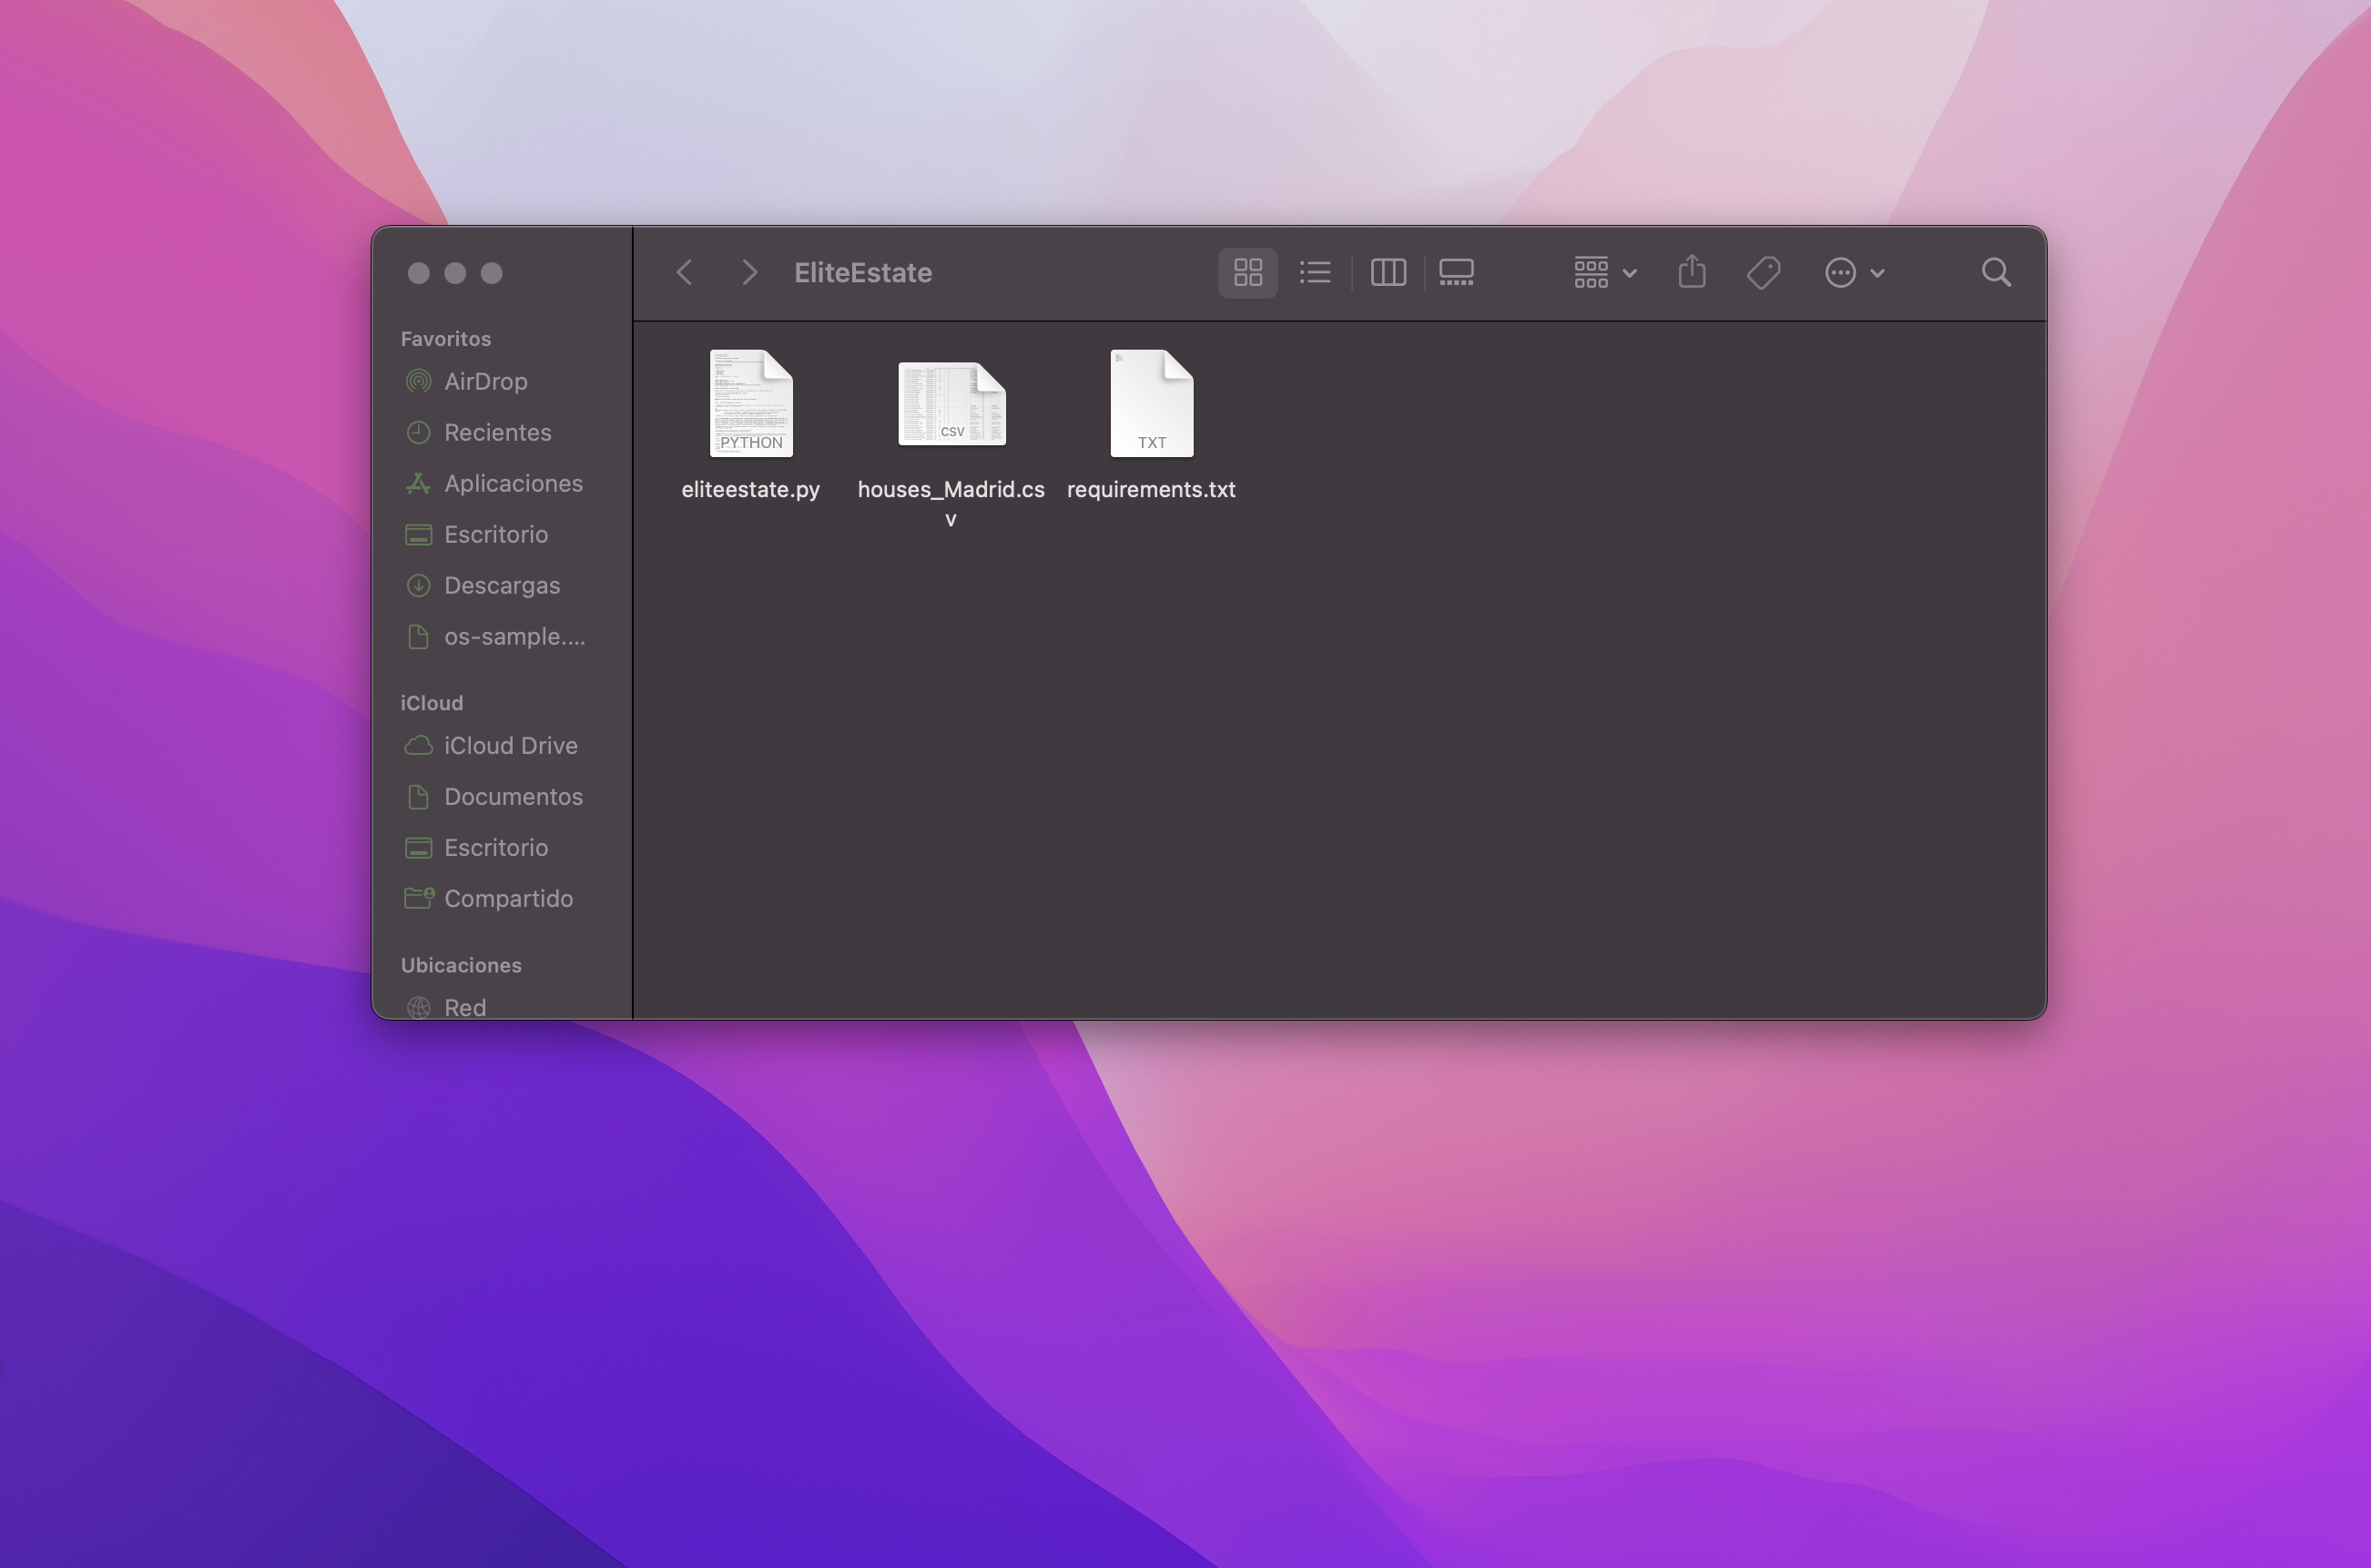 EliteEstate
Favoritos
AirDrop
Recientes
Aplicaciones
Escritorio
Descargas
os-sample....
iCloud
iCloud Drive
Documentos
Escritorio
Compartido
Ubicaciones
Red
PYTHON
eliteestate.py
CSV
houses_Madrid.cs
v
TXT
requirements.txt